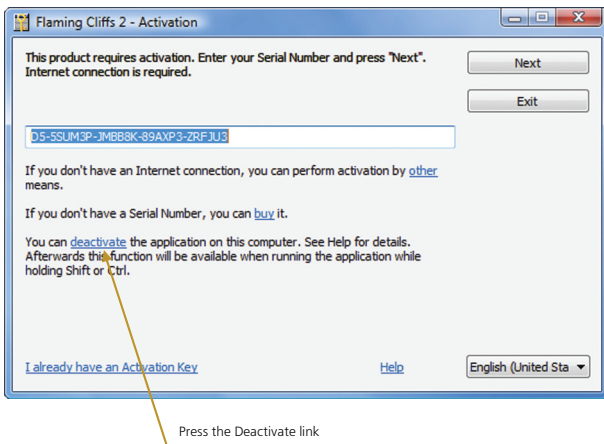 Flaming Cliffs 2 - Activation
This product requires activation. Enter your Serial Number and press "Next".
Internet connection is required.
Next
Exit
D5-5SUM3P-JMBB8K-89AXP3-ZRFJU3
If you don't have an Internet connection, you can perform activation by other
means.
If you don't have a Serial Number, you can buy it.
You can deactivate the application on this computer. See Help for details.
Afterwards this function will be available when running the application while
holding Shift or Ctrl.
I already have an Activation Key
Help
English (United Sta
Press the Deactivate link